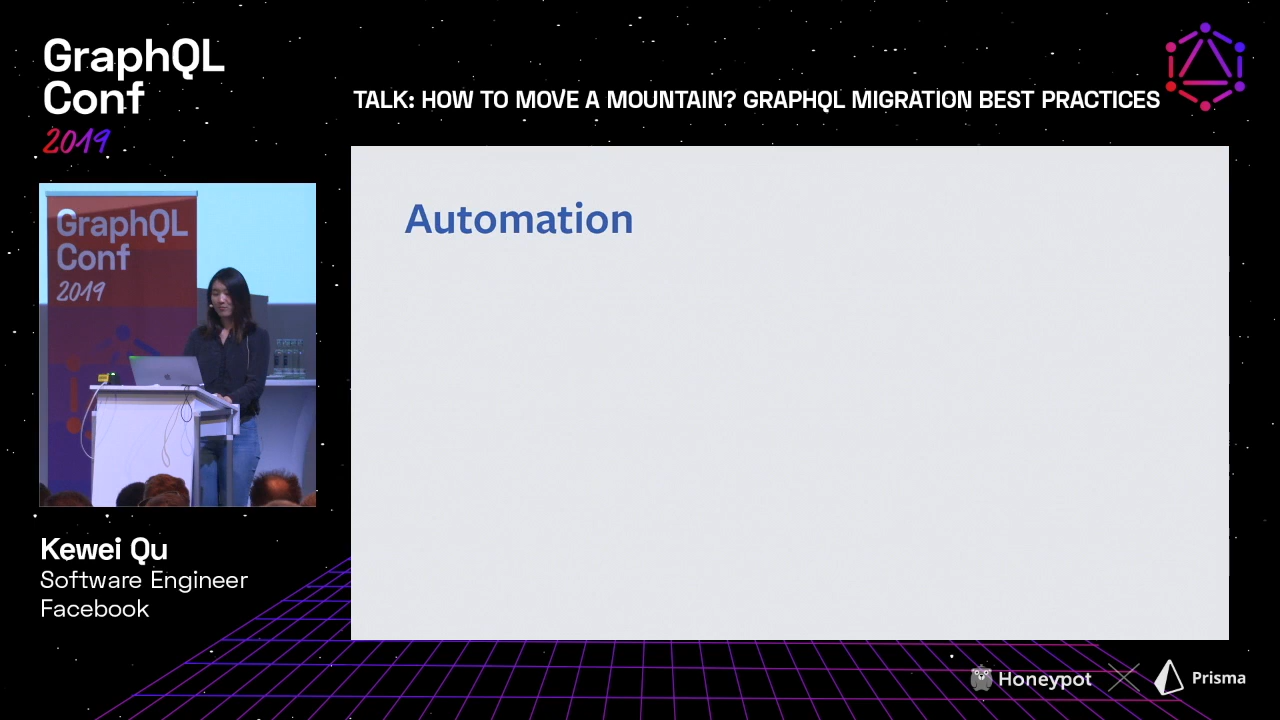 GraphQL
Conf
2019
TALK: HOW TO MOVE A MOUNTAIN? GRAPHQL MIGRATION BEST PRACTICES
GraphQL
Conf
2019
Automation
Kewei Qu
Software Engineer
Facebook
Honeypot
Prisma